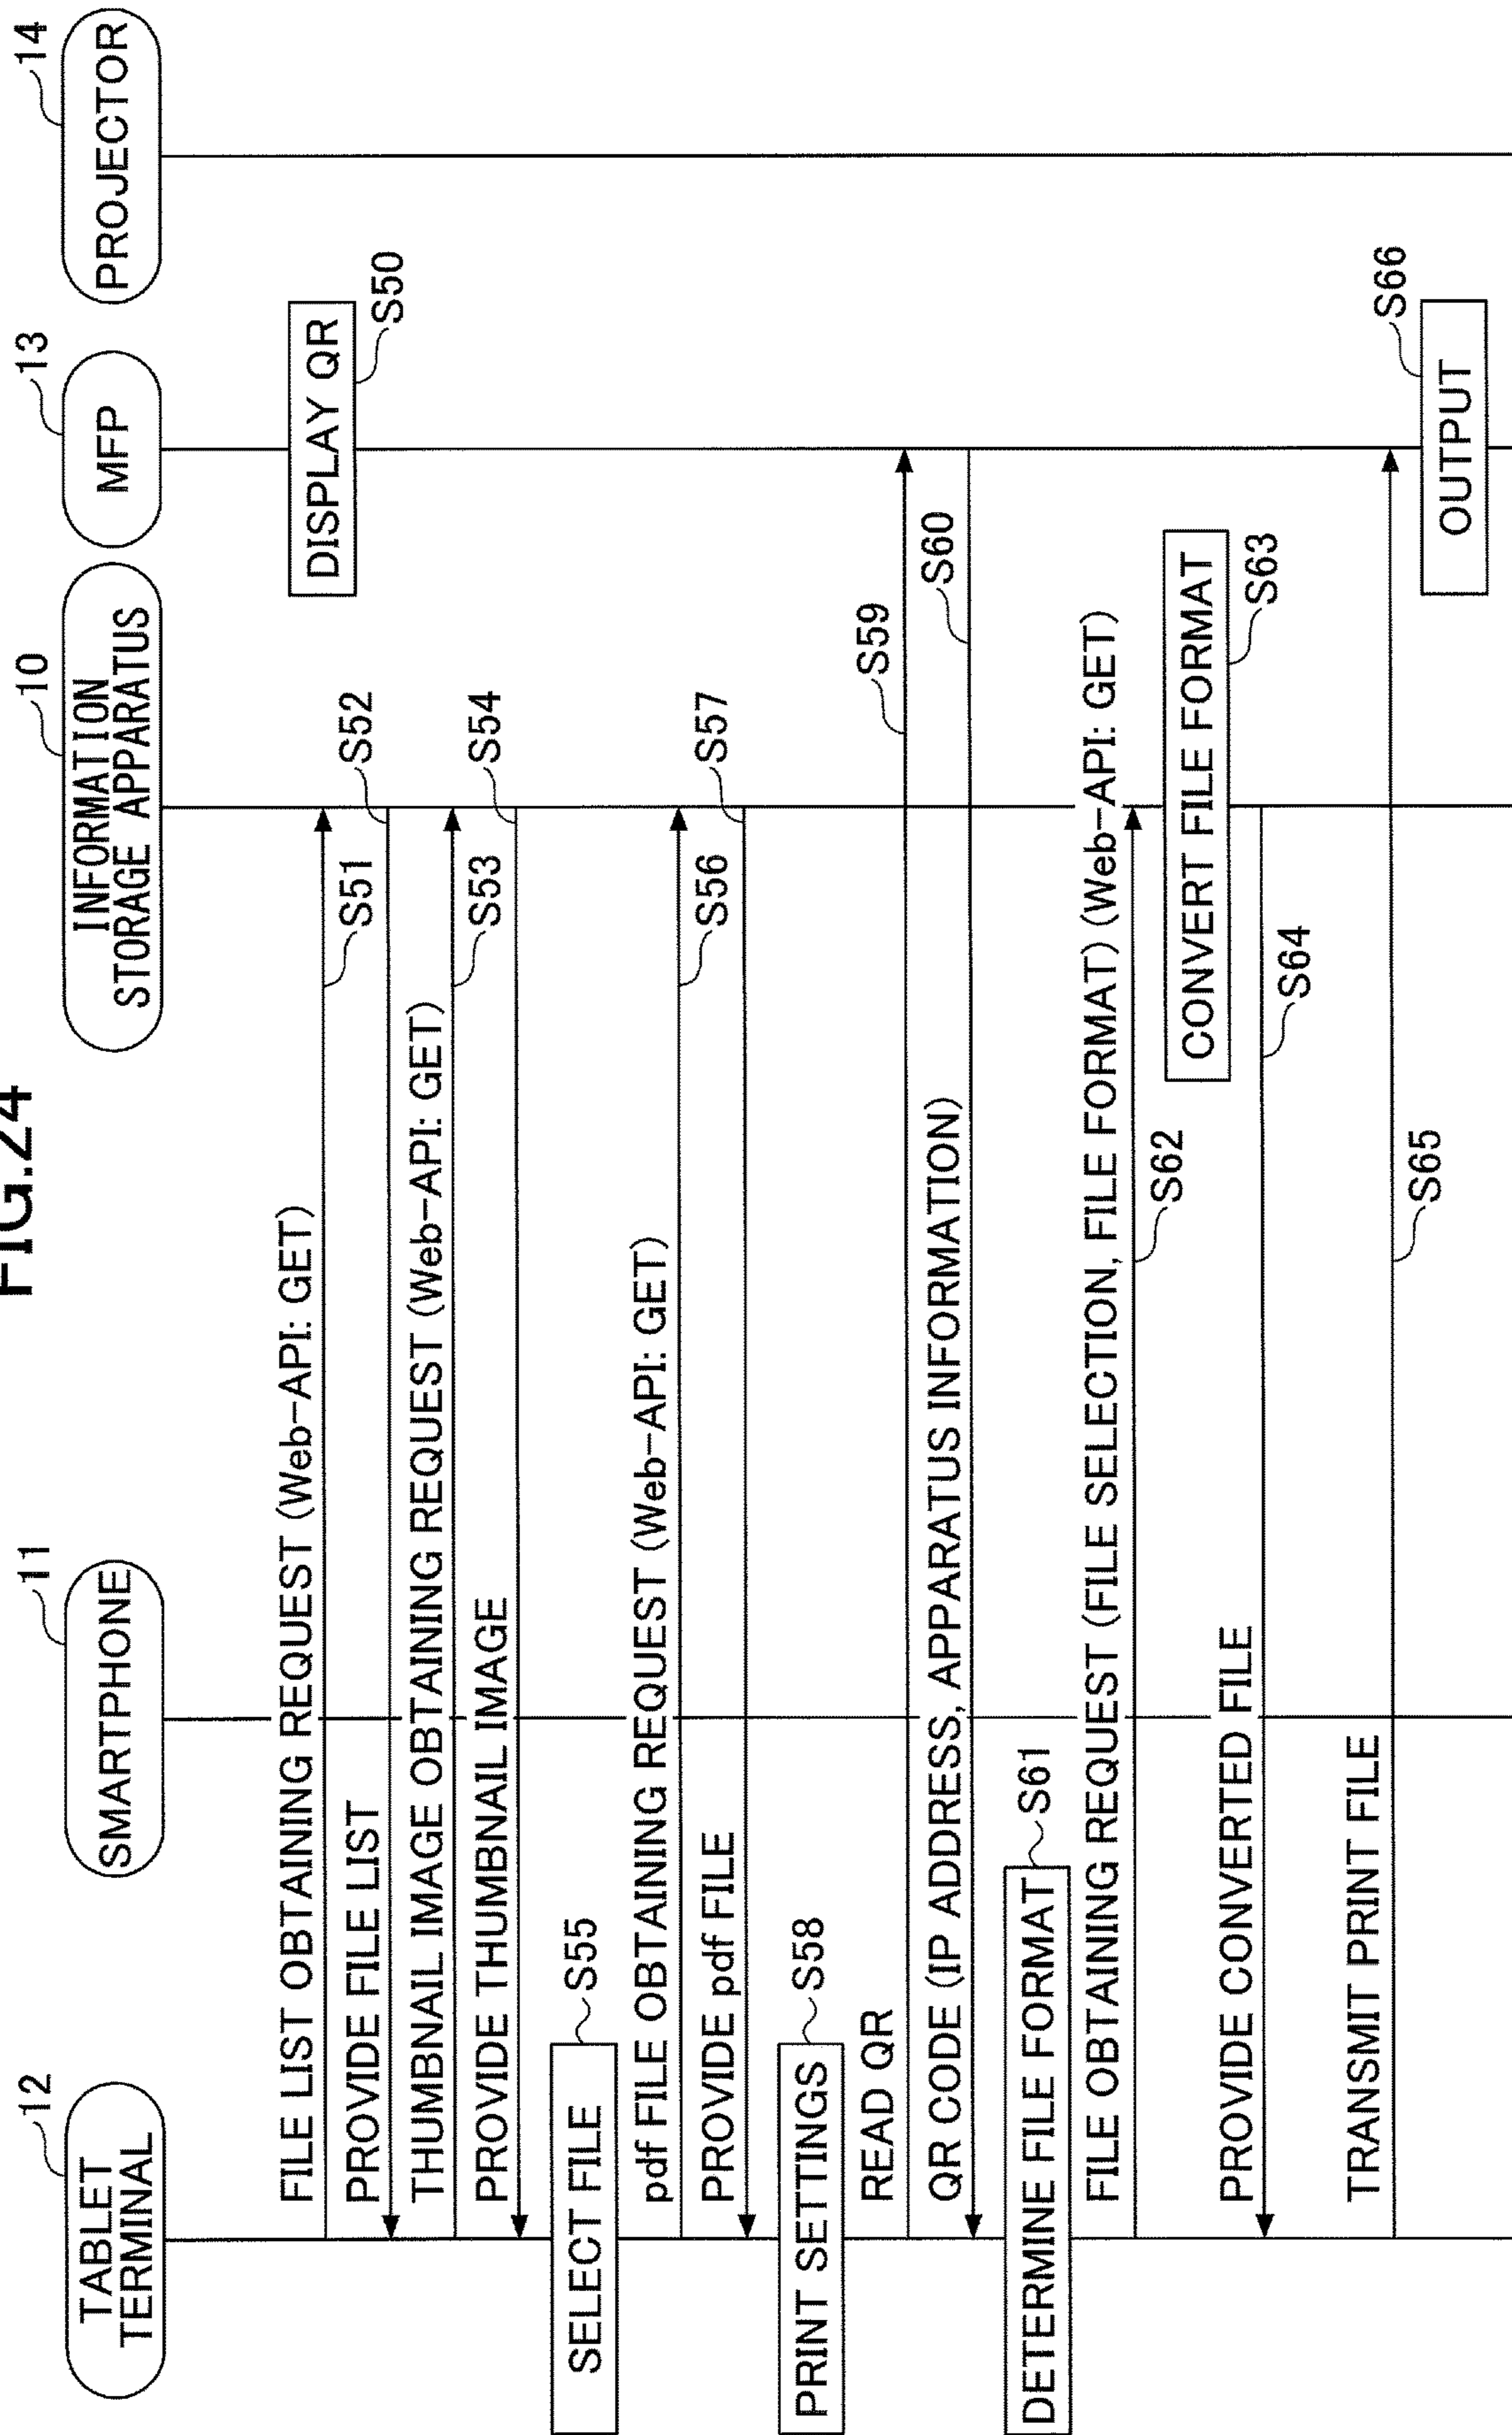 FIG.24
12
TABLET
TERMINAL
11
SMARTPHONE
10
INFORMATION
STORAGE APPARATUS
13
MFP
14
PROJECTOR
DISPLAY QR
S50
FILE LIST OBTAINING REQUEST (Web-API: GET)
S51
PROVIDE FILE LIST
S52
THUMBNAIL IMAGE OBTAINING REQUEST (Web-API: GET)
S53
PROVIDE THUMBNAIL IMAGE
S54
SELECT FILE
S55
pdf FILE OBTAINING REQUEST (Web-API: GET)
S56
PROVIDE pdf FILE
S57
PRINT SETTINGS
S58
READ QR
S59
QR CODE (IP ADDRESS, APPARATUS INFORMATION)
S60
DETERMINE FILE FORMAT
S61
FILE OBTAINING REQUEST (FILE SELECTION, FILE FORMAT) (Web-API: GET)
S62
CONVERT FILE FORMAT
S63
PROVIDE CONVERTED FILE
S64
TRANSMIT PRINT FILE
S65
OUTPUT
S66